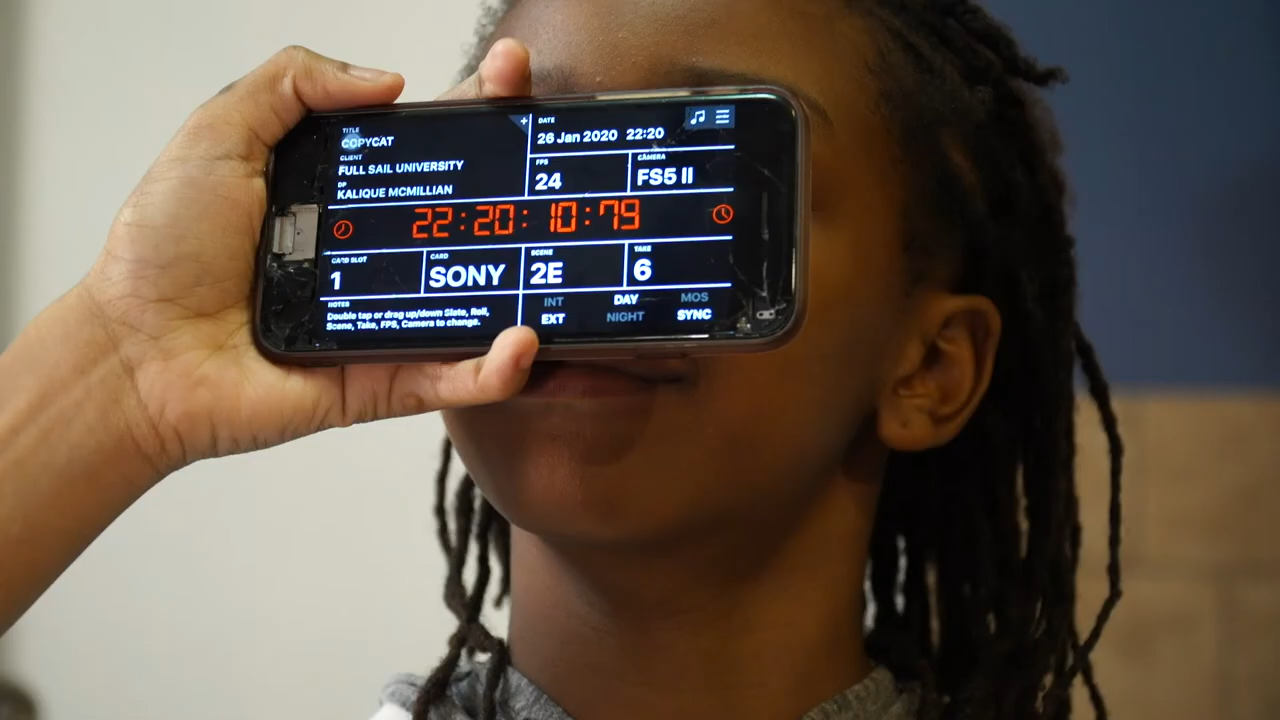 TITLE
COPYCAT
CLIENT
FULL SAIL UNIVERSITY
DP
KALIQUE MCMILLIAN
+
DATE
26 Jan 2020 22:20
FPS
24
CAMERA
FS5 II
22:20:10:79
CARD SLOT
1
CARD
SONY
SCENE
2E
TAKE
6
NOTES
Double tap or drag up/down Slate, Roll,
Scene, Take, FPS, Camera to change.
INT DAY MOS
EXT NIGHT SYNC